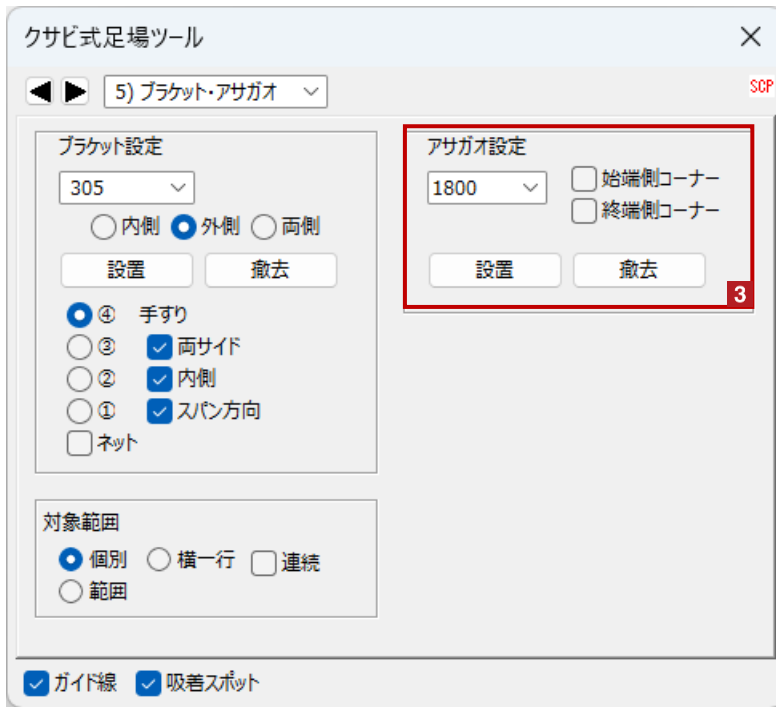 クサビ式足場ツール
5) ブラケット・アサガオ
SCP
ブラケット設定
305
内側 外側 両側
設置 撤去
④ 手すり
③ 両サイド
② 内側
① スパン方向
ネット
アサガオ設定
1800
始端側コーナー
終端側コーナー
設置 撤去
3
対象範囲
個別 横一行 連続
範囲
ガイド線 吸着スポット